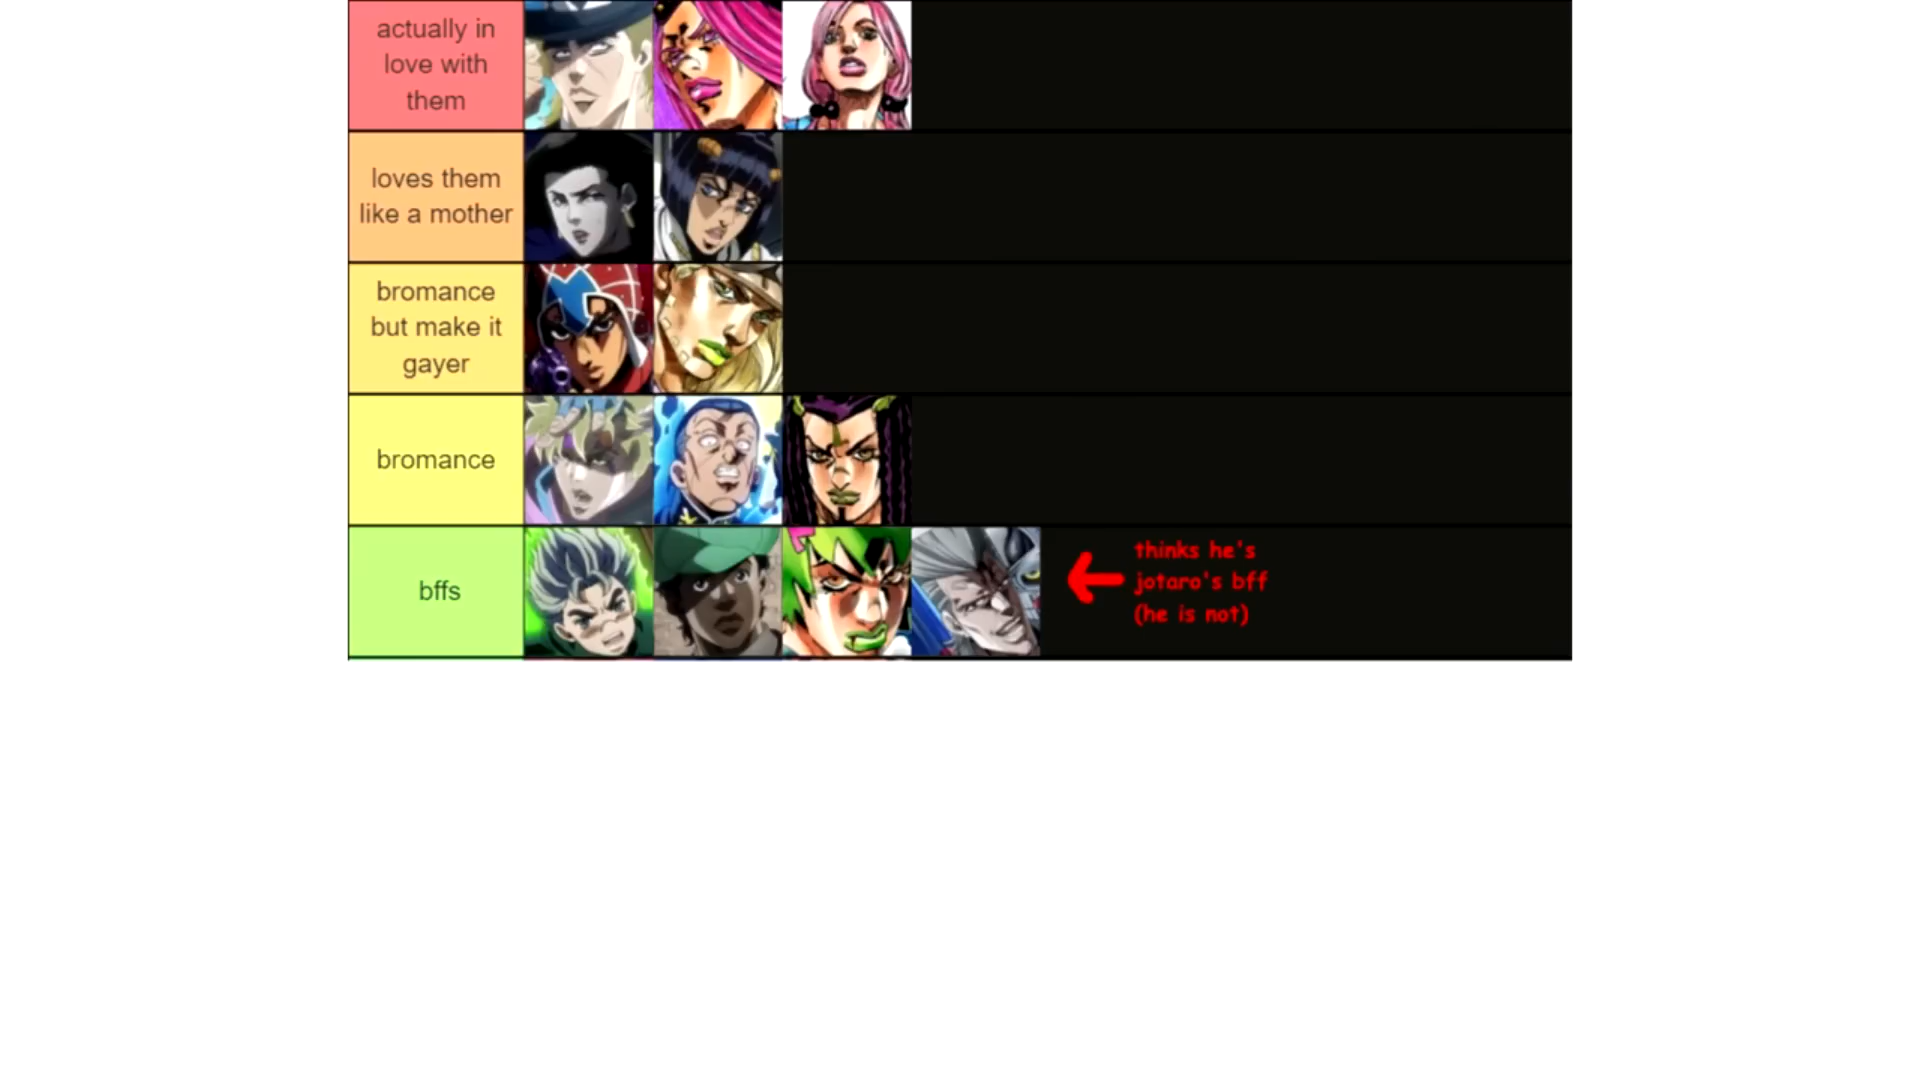 actually in
love with
them
loves them
like a mother
bromance
but make it
gayer
bromance
bffs
thinks he's
jotaro's bff
(he is not)